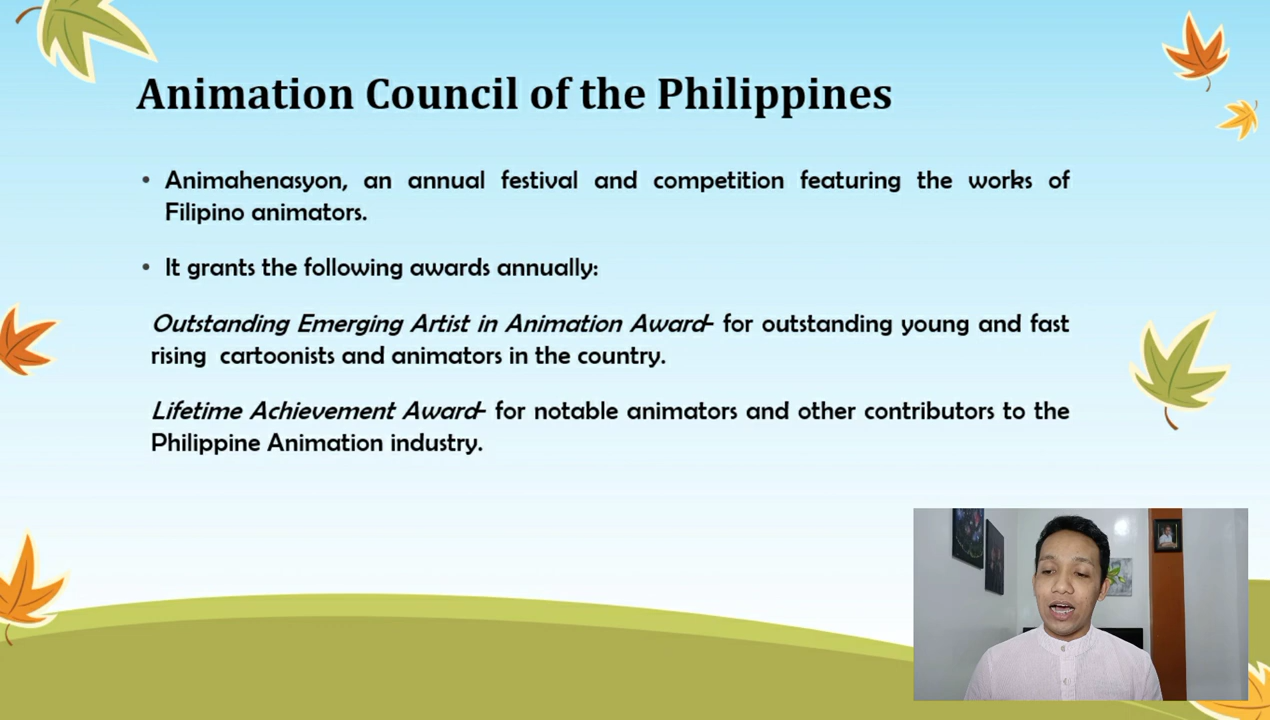 Animation Council of the Philippines
• Animahenasyon, an annual festival and competition featuring the works of
Filipino animators.
• It grants the following awards annually:
Outstanding Emerging Artist in Animation Award- for outstanding young and fast
rising cartoonists and animators in the country.
Lifetime Achievement Award- for notable animators and other contributors to the
Philippine Animation industry.